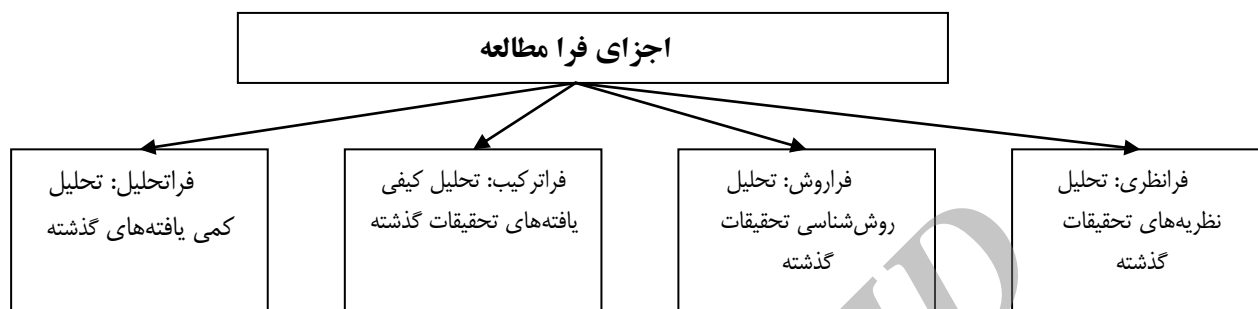 اجزای فرا مطالعه
فرانظری: تحلیل
نظریه‌های تحقیقات
گذشته
فراروش: تحلیل
روش‌شناسی تحقیقات
گذشته
فراترکیب: تحلیل کیفی
یافته‌های تحقیقات گذشته
فراتحلیل: تحلیل
کمی یافته‌های گذشته